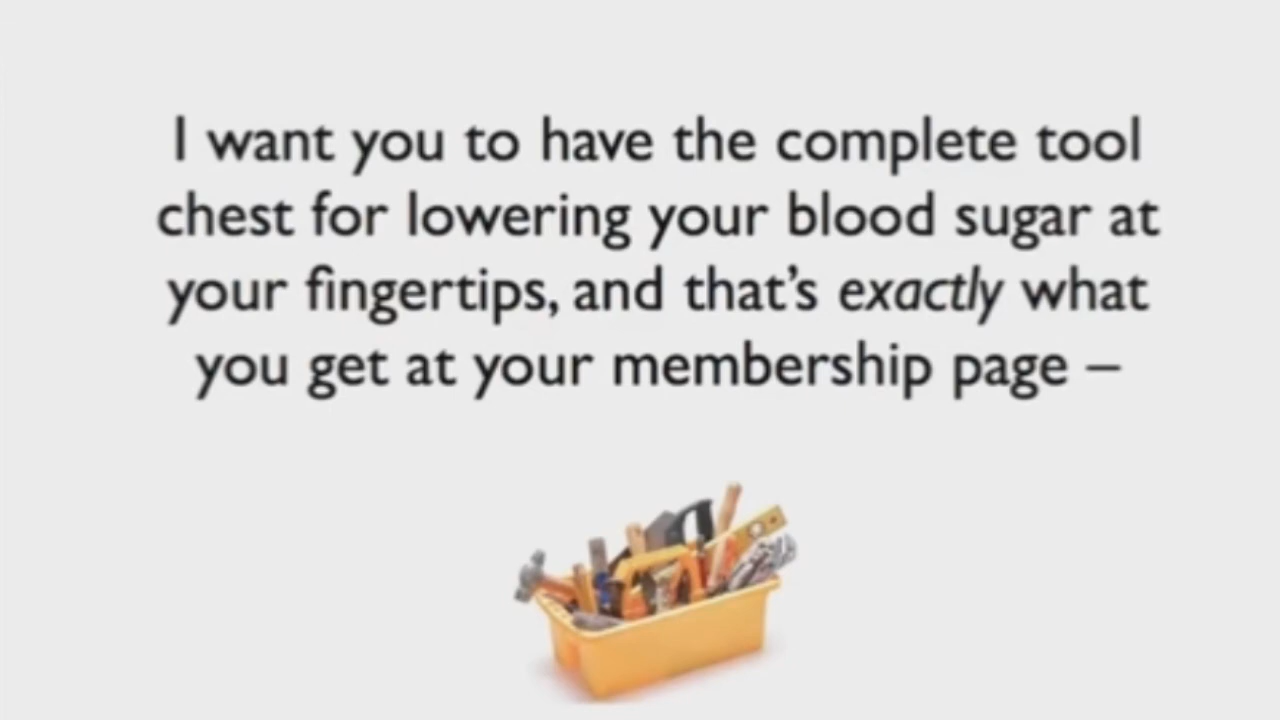 I want you to have the complete tool
chest for lowering your blood sugar at
your fingertips, and that’s exactly what
you get at your membership page –